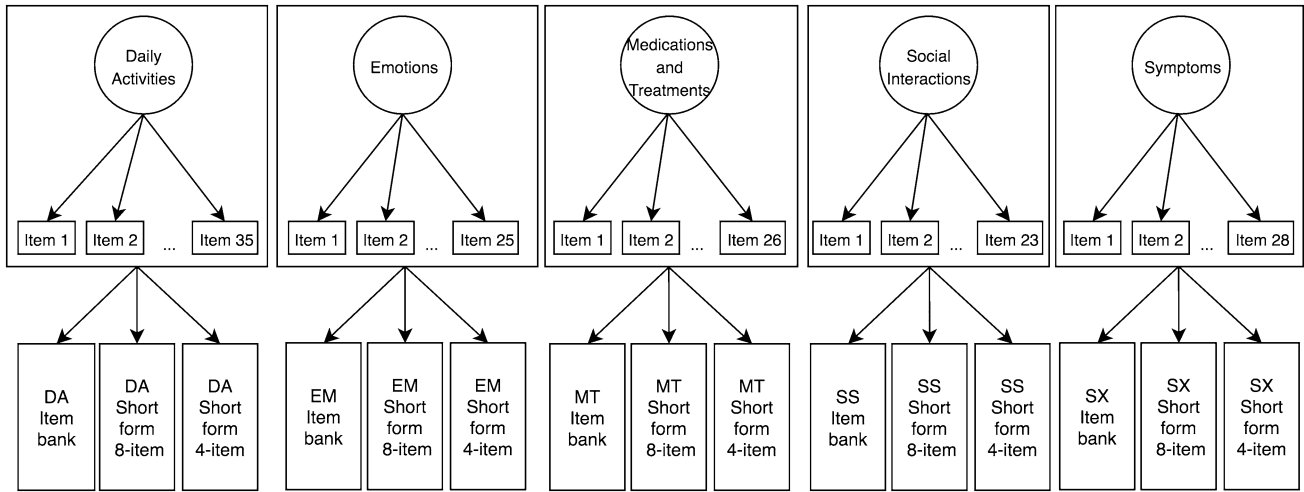 Daily
Activities
Item 1
Item 2
...
Item 35
DA
Item
bank
DA
Short
form
8-item
DA
Short
form
4-item
Emotions
Item 1
Item 2
...
Item 25
EM
Item
bank
EM
Short
form
8-item
EM
Short
form
4-item
Medications
and
Treatments
Item 1
Item 2
...
Item 26
MT
Item
bank
MT
Short
form
8-item
MT
Short
form
4-item
Social
Interactions
Item 1
Item 2
...
Item 23
SS
Item
bank
SS
Short
form
8-item
SS
Short
form
4-item
Symptoms
Item 1
Item 2
...
Item 28
SX
Item
bank
SX
Short
form
8-item
SX
Short
form
4-item